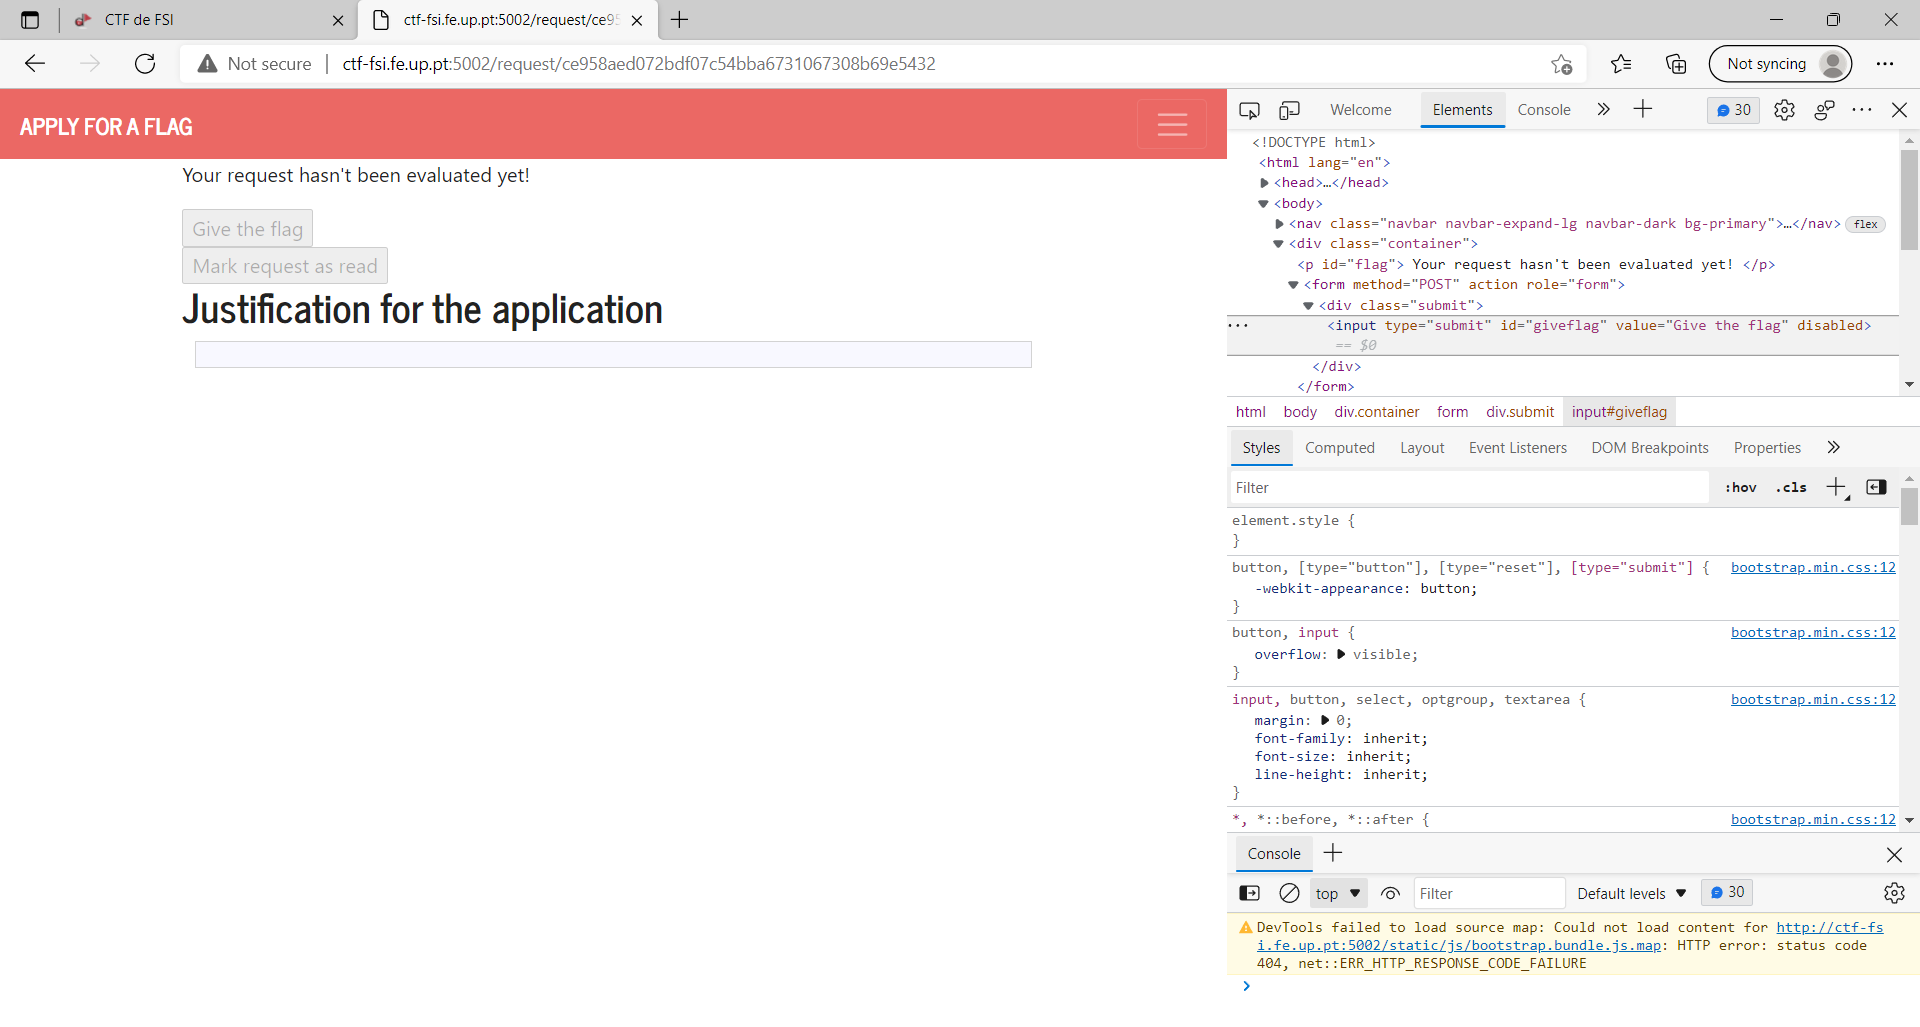 CTF de FSI
ctf-fsi.fe.up.pt:5002/request/ce95
Not secure
ctf-fsi.fe.up.pt:5002/request/ce958aed072bdf07c54bba6731067308b69e5432
Not syncing
APPLY FOR A FLAG
Your request hasn't been evaluated yet!
Give the flag
Mark request as read
Justification for the application
Welcome
Elements
Console
30
<!DOCTYPE html>
<html lang="en">
<head>…</head>
<body>
<nav class="navbar navbar-expand-lg navbar-dark bg-primary">…</nav> flex
<div class="container">
<p id="flag"> Your request hasn't been evaluated yet! </p>
<form method="POST" action role="form">
<div class="submit">
<input type="submit" id="giveflag" value="Give the flag" disabled>
== $0
</div>
</form>
html body div.container form div.submit input#giveflag
Styles Computed Layout Event Listeners DOM Breakpoints Properties
Filter :hov .cls
element.style {
}
button, [type="button"], [type="reset"], [type="submit"] { bootstrap.min.css:12
-webkit-appearance: button;
}
button, input { bootstrap.min.css:12
overflow: visible;
}
input, button, select, optgroup, textarea { bootstrap.min.css:12
margin: 0;
font-family: inherit;
font-size: inherit;
line-height: inherit;
}
*, *::before, *::after { bootstrap.min.css:12
Console
top Filter Default levels 30
DevTools failed to load source map: Could not load content for http://ctf-fs
i.fe.up.pt:5002/static/js/bootstrap.bundle.js.map: HTTP error: status code
404, net::ERR_HTTP_RESPONSE_CODE_FAILURE